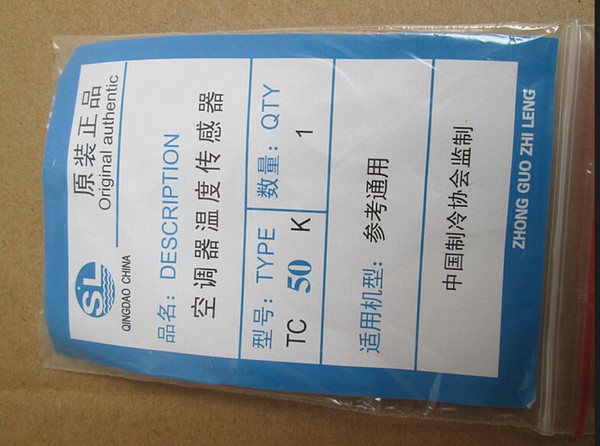 SL
QINGDAO CHINA
原装正品
Original authentic
品名：DESCRIPTION
空调器温度传感器
型号：TYPE
TC 50 K
数量：QTY
1
适用机型：参考通用
中国制冷协会监制
ZHONG GUO ZHI LENG